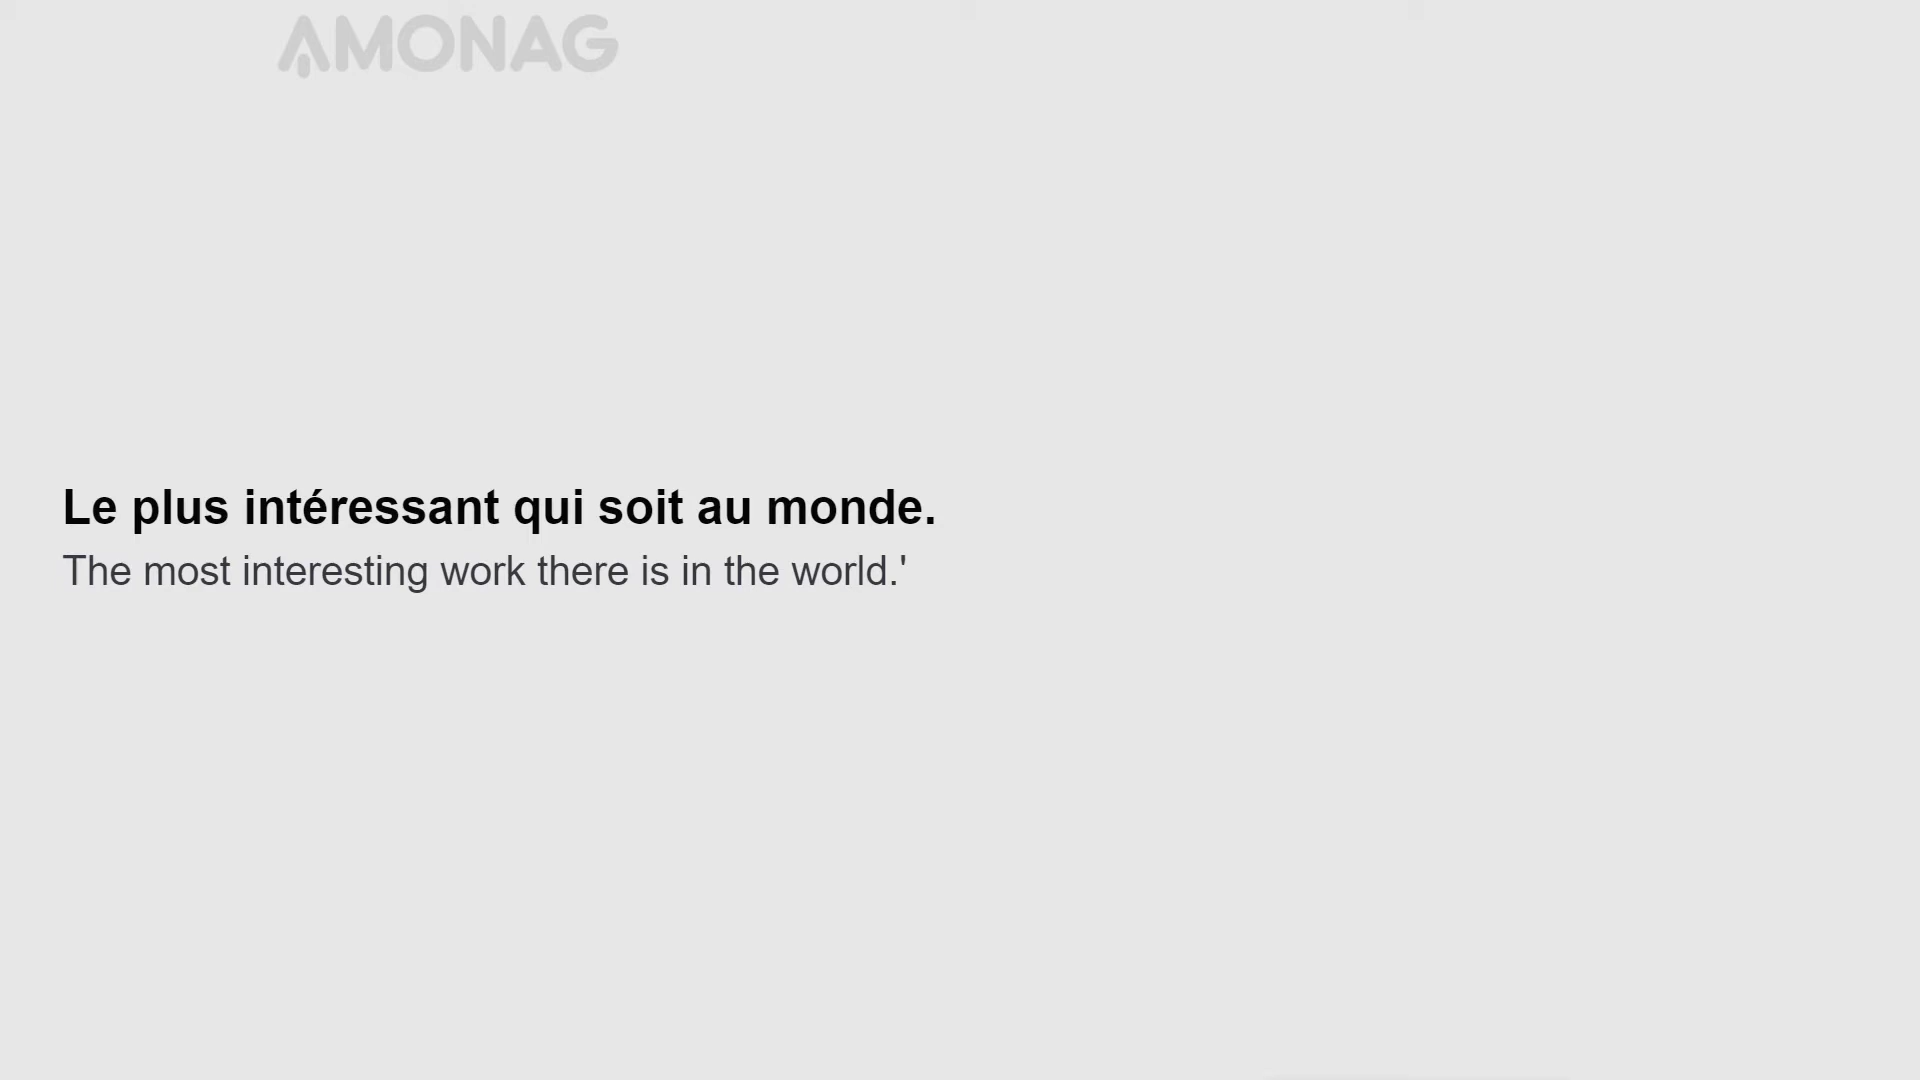 AMONAG
Le plus intéressant qui soit au monde.
The most interesting work there is in the world.'